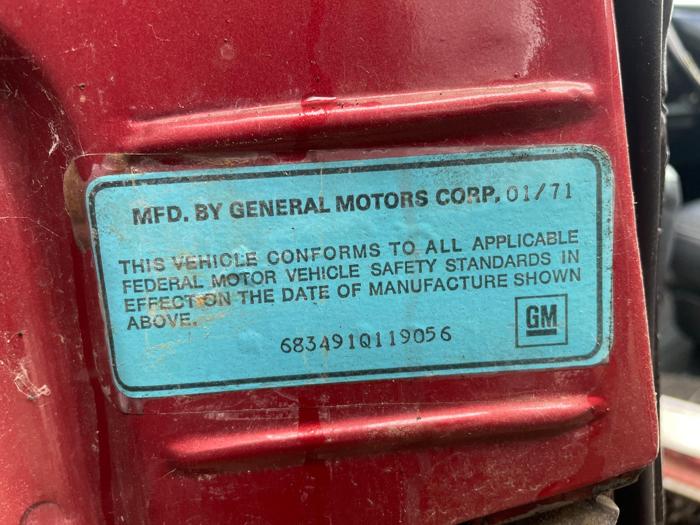 MFD. BY GENERAL MOTORS CORP. 01/71
THIS VEHICLE CONFORMS TO ALL APPLICABLE
FEDERAL MOTOR VEHICLE SAFETY STANDARDS IN
EFFECT ON THE DATE OF MANUFACTURE SHOWN
ABOVE.
683491Q119056
GM